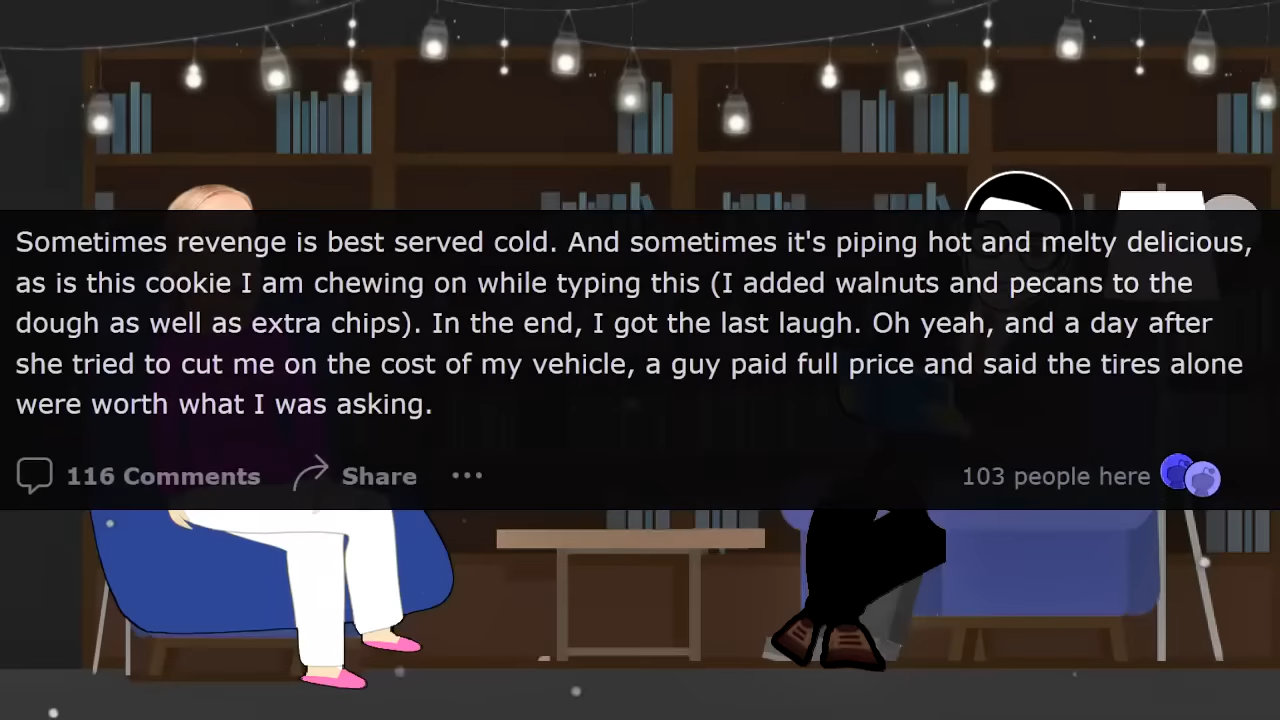 Sometimes revenge is best served cold. And sometimes it's piping hot and melty delicious,
as is this cookie I am chewing on while typing this (I added walnuts and pecans to the
dough as well as extra chips). In the end, I got the last laugh. Oh yeah, and a day after
she tried to cut me on the cost of my vehicle, a guy paid full price and said the tires alone
were worth what I was asking.
116 Comments Share 103 people here